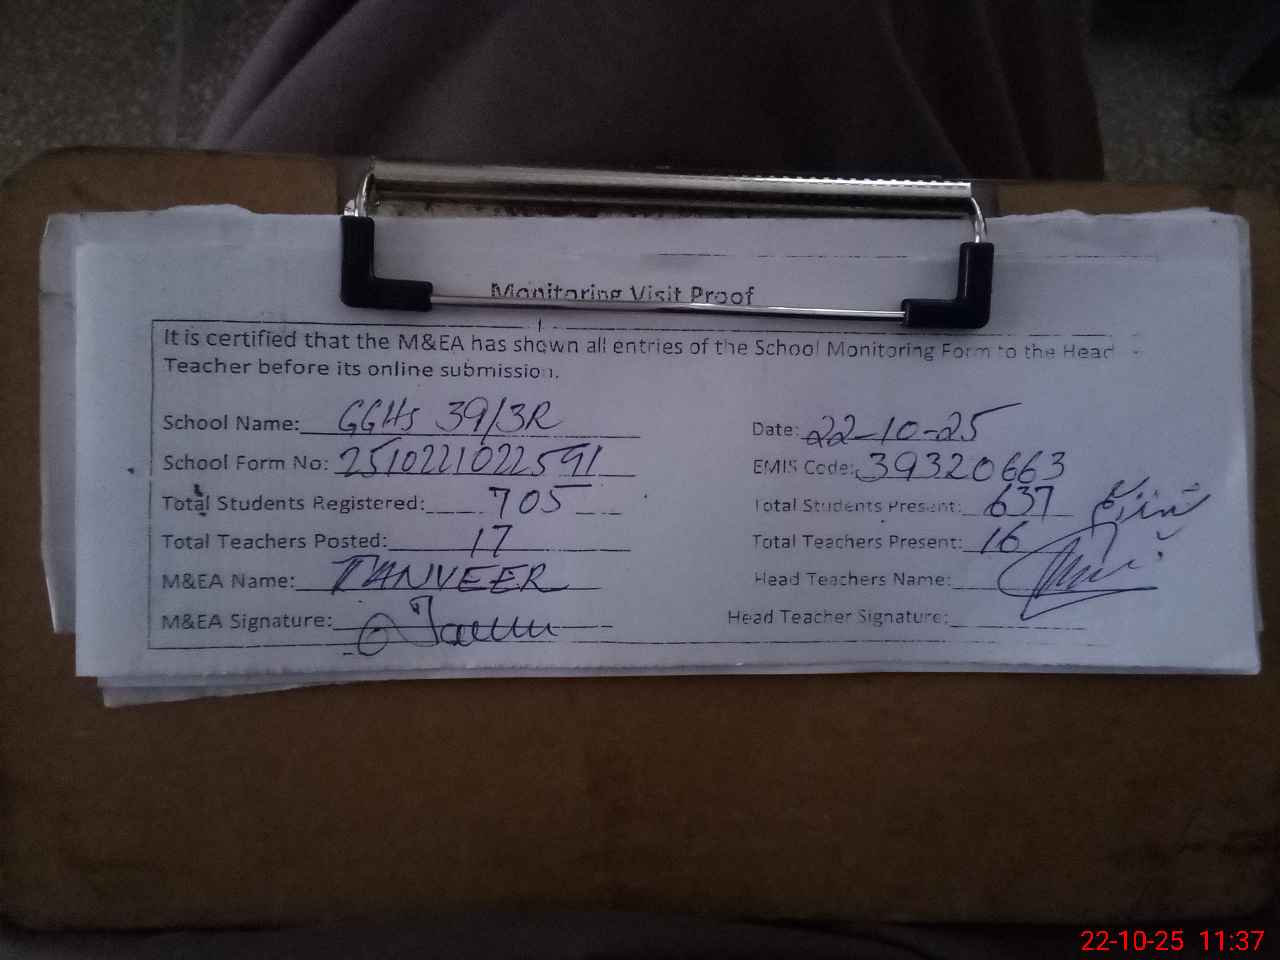 Monitoring Visit Proof
It is certified that the M&EA has shown all entries of the School Monitoring Form to the Head
Teacher before its online submission.
School Name: GGHS 39/3R Date: 22-10-25
School Form No: 2510221022591 EMIS Code: 39320663
Total Students Registered: 705 Total Students Present: 637
Total Teachers Posted: 17 Total Teachers Present: 16
M&EA Name: TANVEER Head Teachers Name:
M&EA Signature: Head Teacher Signature:
22-10-25 11:37